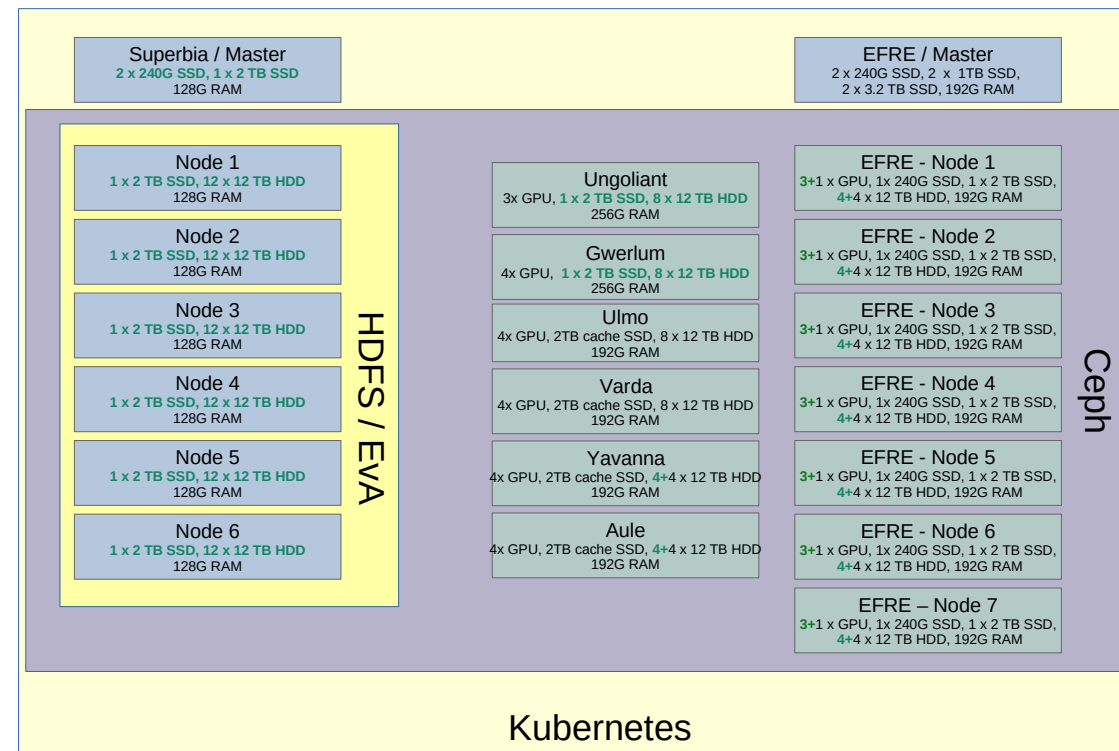 Superbia / Master
2 x 240G SSD, 1 x 2 TB SSD
128G RAM
EFRE / Master
2 x 240G SSD, 2 x 1TB SSD,
2 x 3.2 TB SSD, 192G RAM
Node 1
1 x 2 TB SSD, 12 x 12 TB HDD
128G RAM
Node 2
1 x 2 TB SSD, 12 x 12 TB HDD
128G RAM
Node 3
1 x 2 TB SSD, 12 x 12 TB HDD
128G RAM
Node 4
1 x 2 TB SSD, 12 x 12 TB HDD
128G RAM
Node 5
1 x 2 TB SSD, 12 x 12 TB HDD
128G RAM
Node 6
1 x 2 TB SSD, 12 x 12 TB HDD
128G RAM
HDFS / EvA
Ungoliant
3x GPU, 1 x 2 TB SSD, 8 x 12 TB HDD
256G RAM
Gwerlum
4x GPU, 1 x 2 TB SSD, 8 x 12 TB HDD
256G RAM
Ulmo
4x GPU, 2TB cache SSD, 8 x 12 TB HDD
192G RAM
Varda
4x GPU, 2TB cache SSD, 8 x 12 TB HDD
192G RAM
Yavanna
4x GPU, 2TB cache SSD, 4+4 x 12 TB HDD
192G RAM
Aule
4x GPU, 2TB cache SSD, 4+4 x 12 TB HDD
192G RAM
EFRE - Node 1
3+1 x GPU, 1x 240G SSD, 1 x 2 TB SSD,
4+4 x 12 TB HDD, 192G RAM
EFRE - Node 2
3+1 x GPU, 1x 240G SSD, 1 x 2 TB SSD,
4+4 x 12 TB HDD, 192G RAM
EFRE - Node 3
3+1 x GPU, 1x 240G SSD, 1 x 2 TB SSD,
4+4 x 12 TB HDD, 192G RAM
EFRE - Node 4
3+1 x GPU, 1x 240G SSD, 1 x 2 TB SSD,
4+4 x 12 TB HDD, 192G RAM
EFRE - Node 5
3+1 x GPU, 1x 240G SSD, 1 x 2 TB SSD,
4+4 x 12 TB HDD, 192G RAM
EFRE - Node 6
3+1 x GPU, 1x 240G SSD, 1 x 2 TB SSD,
4+4 x 12 TB HDD, 192G RAM
EFRE – Node 7
3+1 x GPU, 1x 240G SSD, 1 x 2 TB SSD,
4+4 x 12 TB HDD, 192G RAM
Ceph
Kubernetes